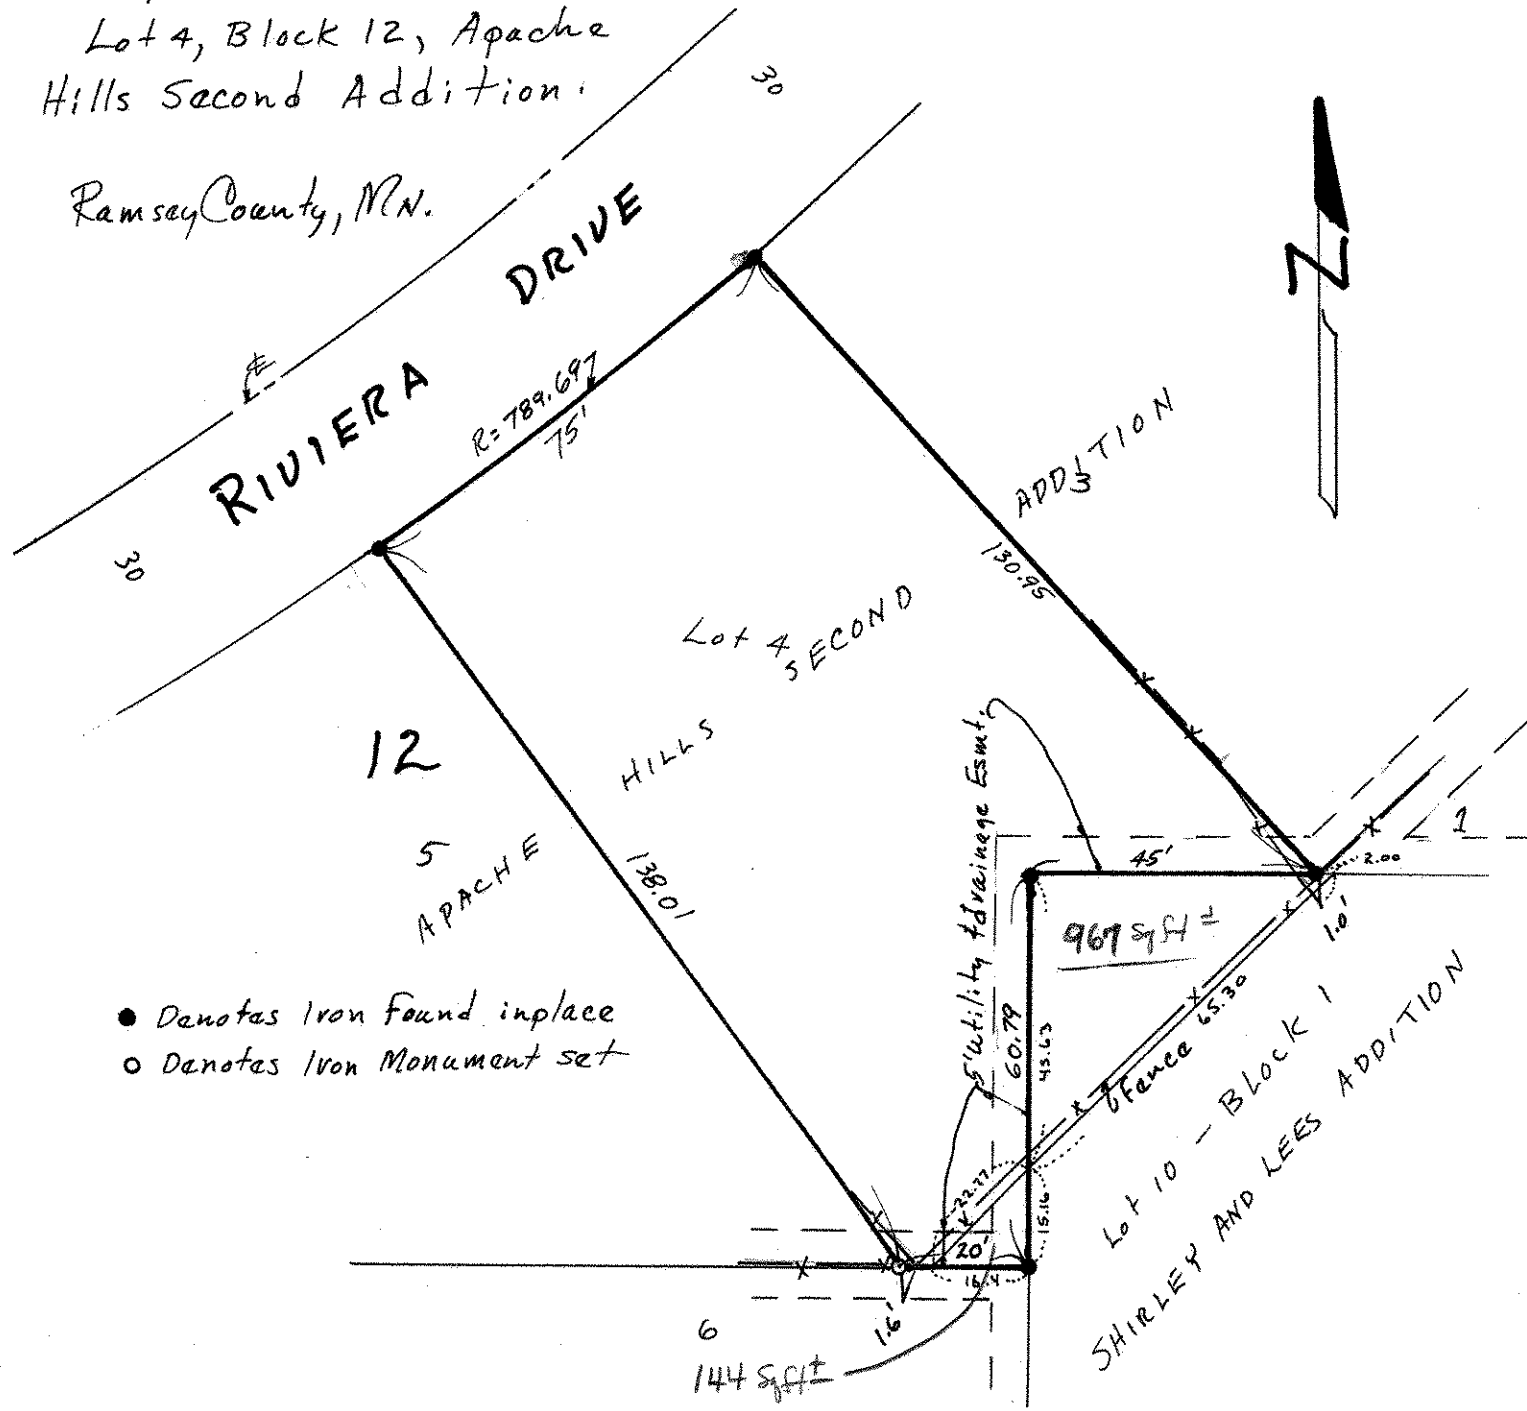 Lot 4, Block 12, Apache
Hills Second Addition.
Ramsey County, MN.
30
RIVIERA DRIVE
30
R=789.697
75'
N
ADDITION
3
130.95
Lot 4
SECOND
12
HILLS
5
APACHE
138.01
5' Utility & drainage Esmt.
45'
1
2.00
1.0'
967 Sq ft ±
60.79
43.63
65.30
Fence
● Denotes Iron Found inplace
○ Denotes Iron Monument set
22.77
15.16
20'
16.4
1.6'
6
144 Sq ft ±
Lot 10 - BLOCK 1
SHIRLEY AND LEES ADDITION